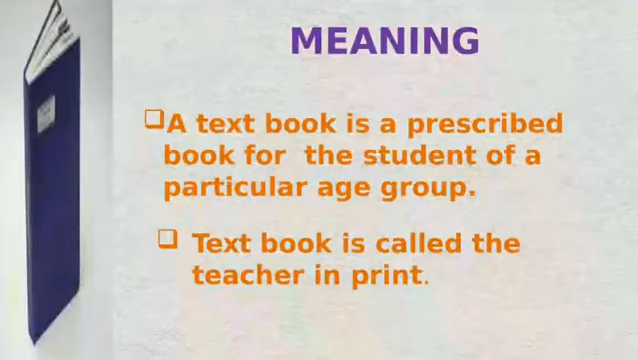 MEANING
❑A text book is a prescribed
book for  the student of a
particular age group.
❑ Text book is called the
teacher in print.